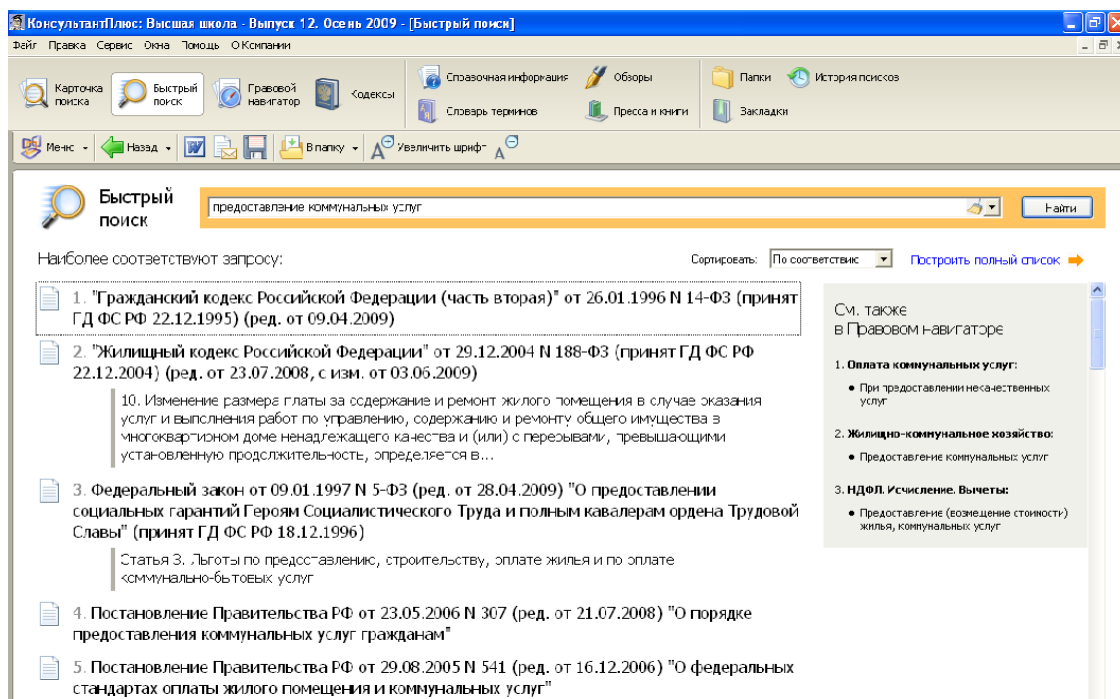 КонсультантПлюс: Высшая школа - Выпуск 12. Осень 2009 - [Быстрый поиск]
Файл Правка Сервис Окна Помощь О Компании
Карточка поиска
Быстрый поиск
Правовой навигатор
Кодексы
Справочная информация
Обзоры
Папки
История поисков
Словарь терминов
Пресса и книги
Закладки
Меню
Назад
В папку
Увеличить шрифт
Быстрый
поиск
предоставление коммунальных услуг
Найти
Наиболее соответствуют запросу:
Сортировать: По соответствию
Построить полный список
1. "Гражданский кодекс Российской Федерации (часть вторая)" от 26.01.1996 N 14-ФЗ (принят
ГД ФС РФ 22.12.1995) (ред. от 09.04.2009)
2. "Жилищный кодекс Российской Федерации" от 29.12.2004 N 188-ФЗ (принят ГД ФС РФ
22.12.2004) (ред. от 23.07.2008, с изм. от 03.06.2009)
10. Изменение размера платы за содержание и ремонт жилого помещения в случае оказания
услуг и выполнения работ по управлению, содержанию и ремонту общего имущества в
многоквартирном доме ненадлежащего качества и (или) с перерывами, превышающими
установленную продолжительность, определяется в...
3. Федеральный закон от 09.01.1997 N 5-ФЗ (ред. от 28.04.2009) "О предоставлении
социальных гарантий Героям Социалистического Труда и полным кавалерам ордена Трудовой
Славы" (принят ГД ФС РФ 18.12.1996)
Статья 3. Льготы по предоставлению, строительству, оплате жилья и по оплате
коммунально-бытовых услуг
4. Постановление Правительства РФ от 23.05.2006 N 307 (ред. от 21.07.2008) "О порядке
предоставления коммунальных услуг гражданам"
5. Постановление Правительства РФ от 29.08.2005 N 541 (ред. от 16.12.2006) "О федеральных
стандартах оплаты жилого помещения и коммунальных услуг"
См. также
в Правовом навигаторе
1. Оплата коммунальных услуг:
• При предоставлении некачественных
услуг
2. Жилищно-коммунальное хозяйство:
• Предоставление коммунальных услуг
3. НДФЛ. Исчисление. Вычеты:
• Предоставление (возмещение стоимости)
жилья, коммунальных услуг